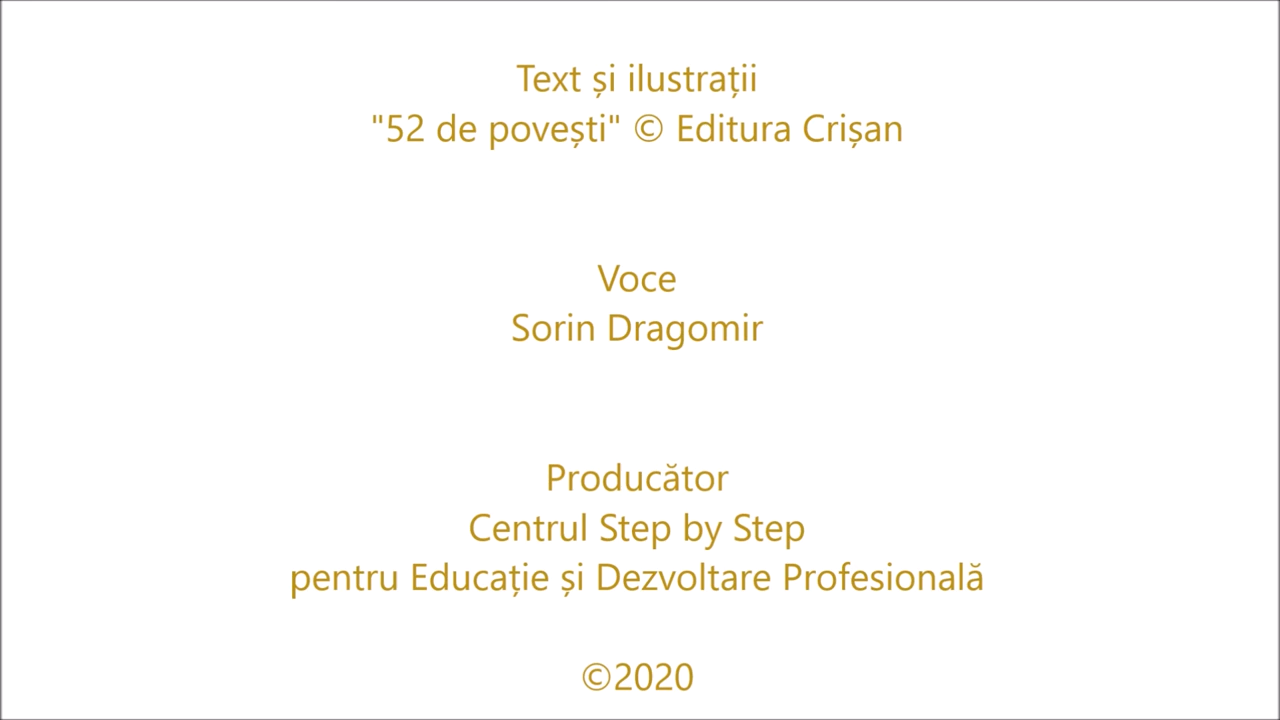 Text și ilustrații
"52 de povești" © Editura Crișan
Voce
Sorin Dragomir
Producător
Centrul Step by Step
pentru Educație și Dezvoltare Profesională
©2020